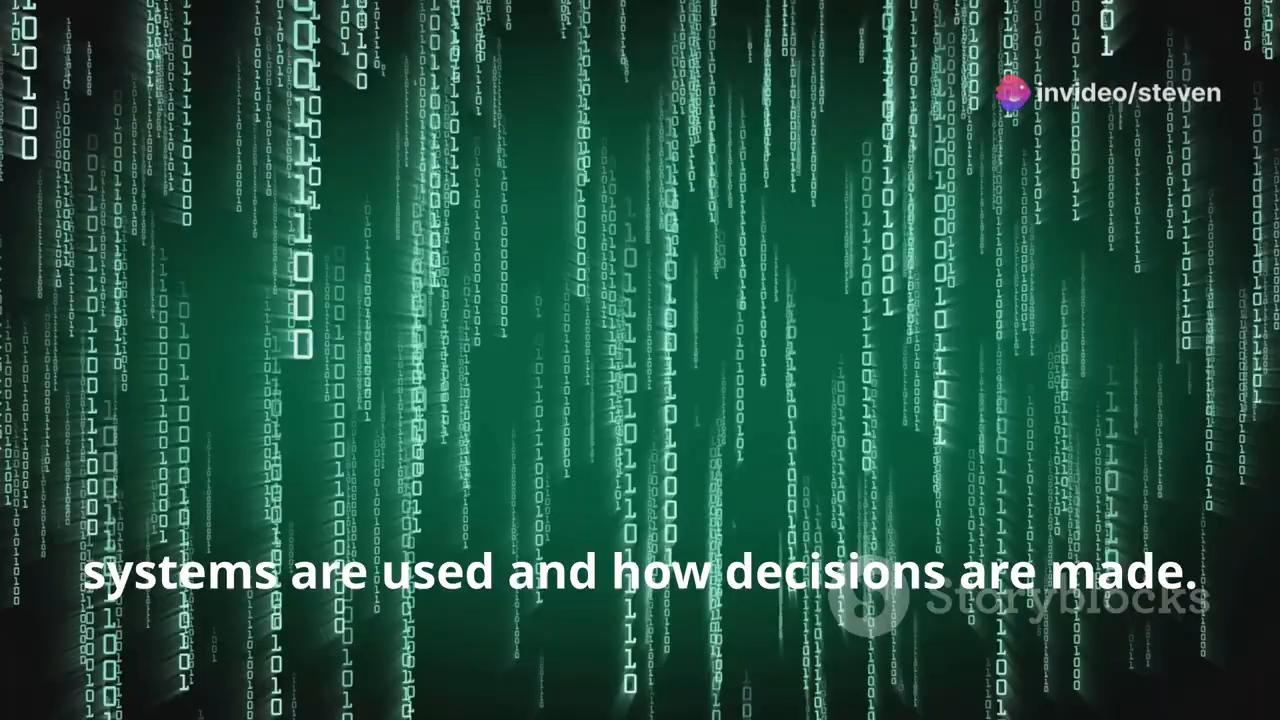 invideo/steven
systems are used and how decisions are made.
Storyblocks